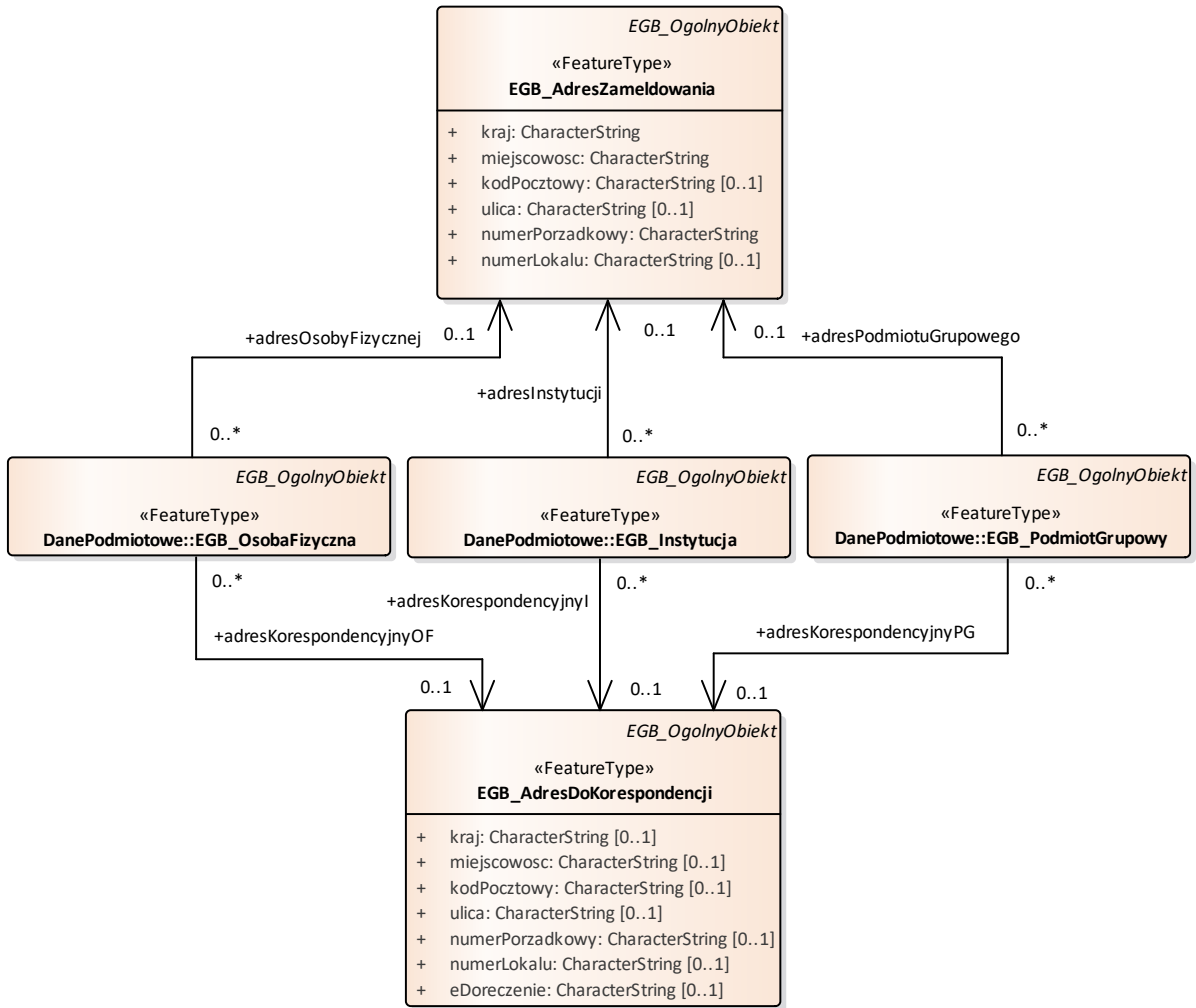 EGB_OgolnyObiekt
«FeatureType»
EGB_AdresZameldowania
+ kraj: CharacterString
+ miejscowosc: CharacterString
+ kodPocztowy: CharacterString [0..1]
+ ulica: CharacterString [0..1]
+ numerPorzadkowy: CharacterString
+ numerLokalu: CharacterString [0..1]
+adresOsobyFizycznej 0..1 0..1 0..1 +adresPodmiotuGrupowego
+adresInstytucji
0..* 0..* 0..*
EGB_OgolnyObiekt
«FeatureType»
DanePodmiotowe::EGB_OsobaFizyczna
EGB_OgolnyObiekt
«FeatureType»
DanePodmiotowe::EGB_Instytucja
EGB_OgolnyObiekt
«FeatureType»
DanePodmiotowe::EGB_PodmiotGrupowy
0..* 0..* 0..*
+adresKorespondencyjnyI
+adresKorespondencyjnyOF +adresKorespondencyjnyPG
0..1 0..1 0..1
EGB_OgolnyObiekt
«FeatureType»
EGB_AdresDoKorespondencji
+ kraj: CharacterString [0..1]
+ miejscowosc: CharacterString [0..1]
+ kodPocztowy: CharacterString [0..1]
+ ulica: CharacterString [0..1]
+ numerPorzadkowy: CharacterString [0..1]
+ numerLokalu: CharacterString [0..1]
+ eDoreczenie: CharacterString [0..1]